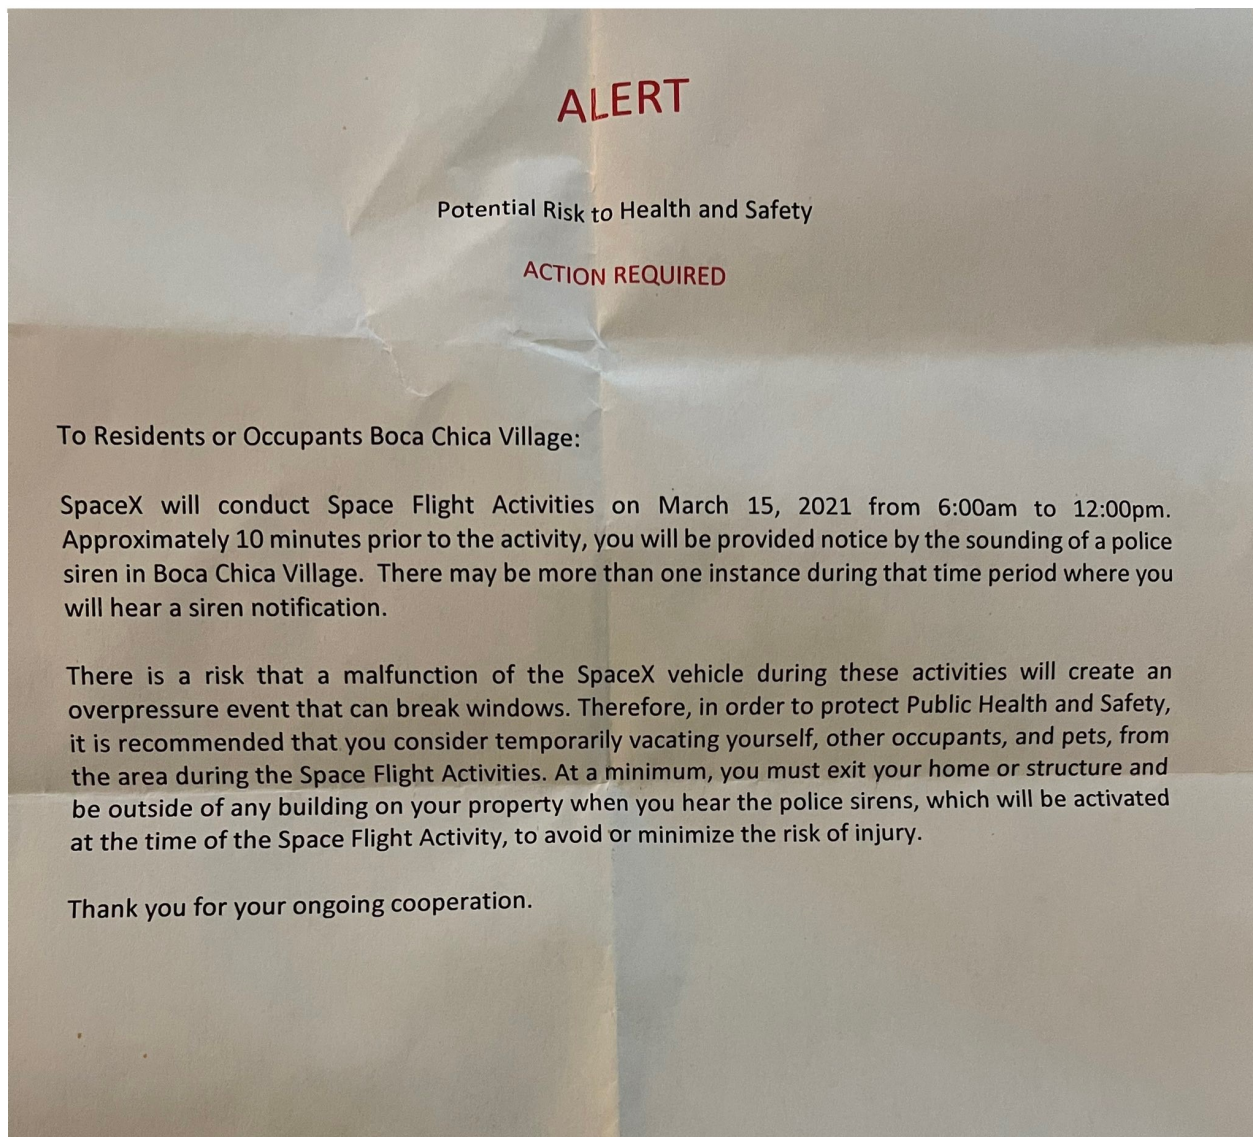 ALERT
Potential Risk to Health and Safety
ACTION REQUIRED
To Residents or Occupants Boca Chica Village:
SpaceX will conduct Space Flight Activities on March 15, 2021 from 6:00am to 12:00pm.
Approximately 10 minutes prior to the activity, you will be provided notice by the sounding of a police
siren in Boca Chica Village.  There may be more than one instance during that time period where you
will hear a siren notification.
There is a risk that a malfunction of the SpaceX vehicle during these activities will create an
overpressure event that can break windows. Therefore, in order to protect Public Health and Safety,
it is recommended that you consider temporarily vacating yourself, other occupants, and pets, from
the area during the Space Flight Activities. At a minimum, you must exit your home or structure and
be outside of any building on your property when you hear the police sirens, which will be activated
at the time of the Space Flight Activity, to avoid or minimize the risk of injury.
Thank you for your ongoing cooperation.